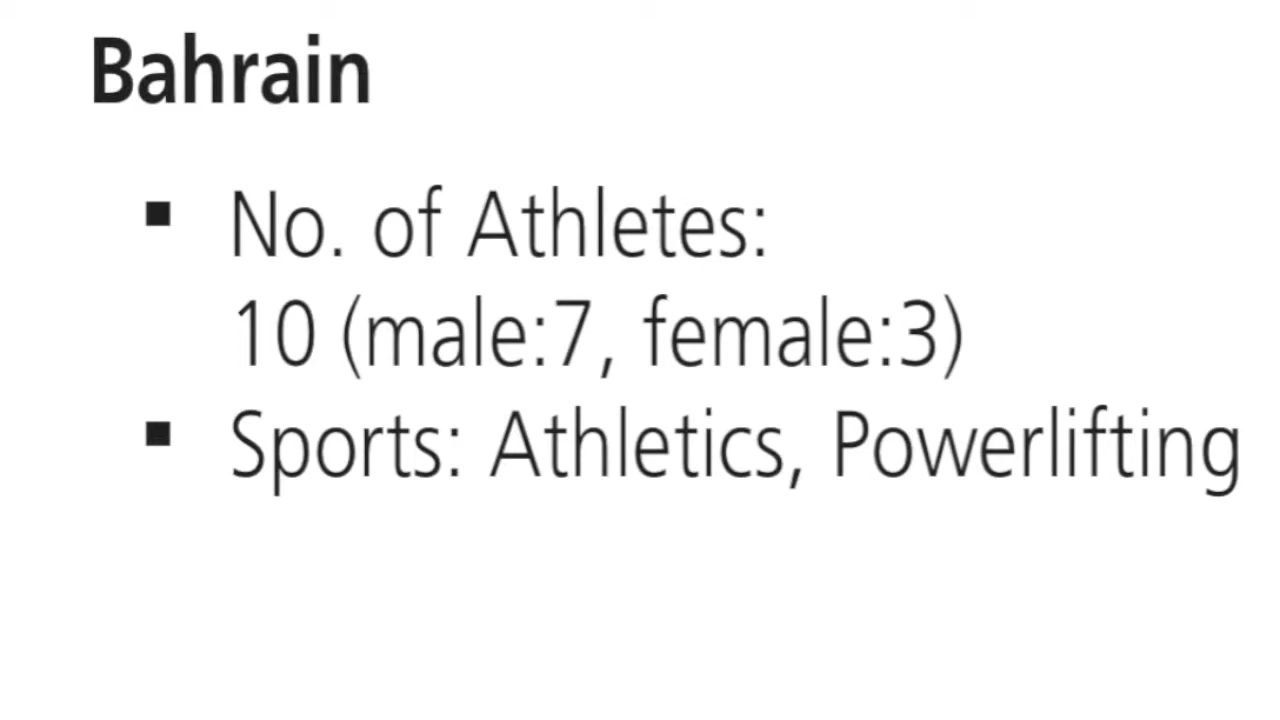 Bahrain
▪ No. of Athletes:
10 (male:7, female:3)
▪ Sports: Athletics, Powerlifting